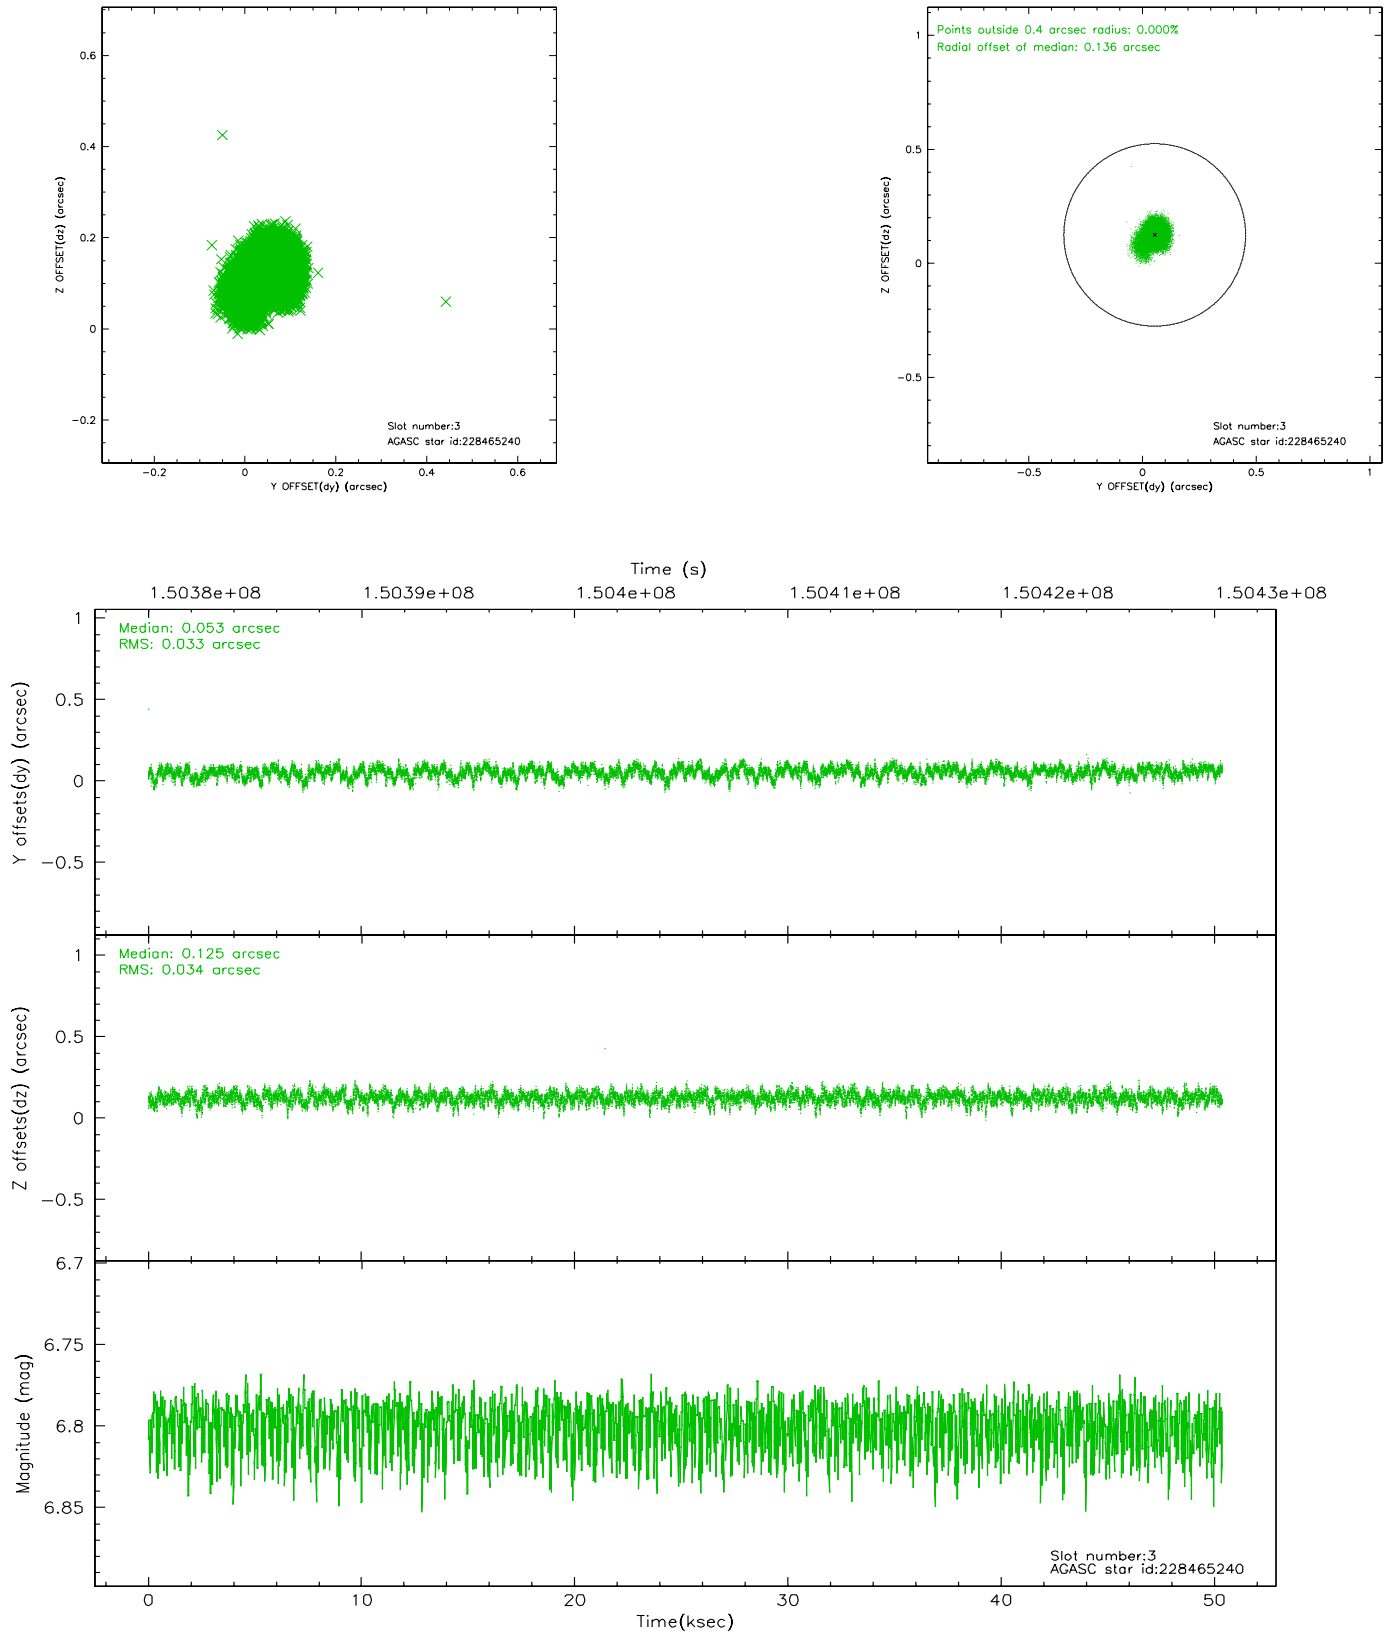 0.6
0.4
0.2
0
−0.2
Z OFFSET(dz) (arcsec)
Slot number:3
AGASC star id:228465240
−0.2 0 0.2 0.4 0.6
Y OFFSET(dy) (arcsec)
Points outside 0.4 arcsec radius: 0.000%
Radial offset of median: 0.136 arcsec
1
0.5
0
−0.5
Z OFFSET(dz) (arcsec)
Slot number:3
AGASC star id:228465240
−0.5 0 0.5 1
Y OFFSET(dy) (arcsec)
Time (s)
1.5038e+08 1.5039e+08 1.504e+08 1.5041e+08 1.5042e+08 1.5043e+08
Median: 0.053 arcsec
RMS: 0.033 arcsec
1
0.5
0
−0.5
Y offsets(dy) (arcsec)
Median: 0.125 arcsec
RMS: 0.034 arcsec
1
0.5
0
−0.5
Z offsets(dz) (arcsec)
6.7
6.75
6.8
6.85
Magnitude (mag)
Slot number:3
AGASC star id:228465240
0 10 20 30 40 50
Time(ksec)